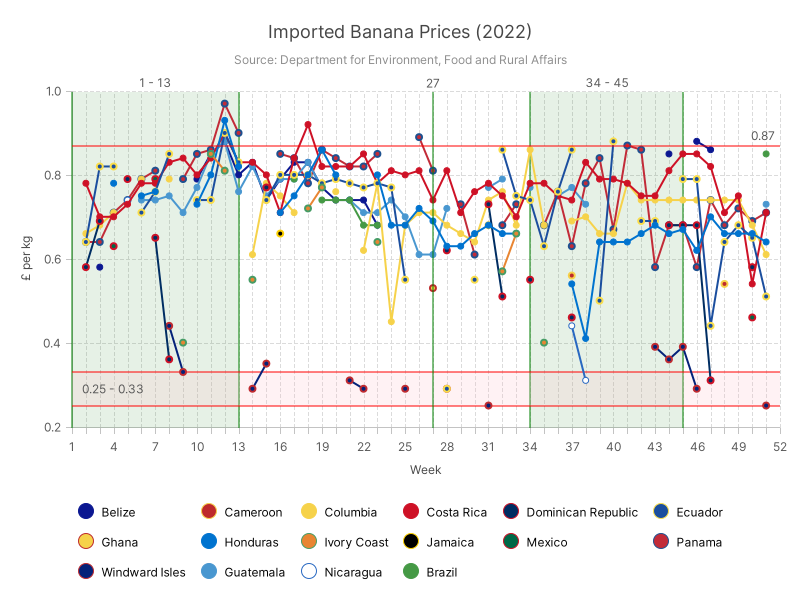 Imported Banana Prices (2022)
Source: Department for Environment, Food and Rural Affairs
1 - 13 27 34 - 45
1.0
0.87
0.8
£ per kg
0.6
0.4
0.25 - 0.33
0.2
1 4 7 10 13 16 19 22 25 28 31 34 37 40 43 46 49 52
Week
Belize Cameroon Columbia Costa Rica Dominican Republic Ecuador
Ghana Honduras Ivory Coast Jamaica Mexico Panama
Windward Isles Guatemala Nicaragua Brazil